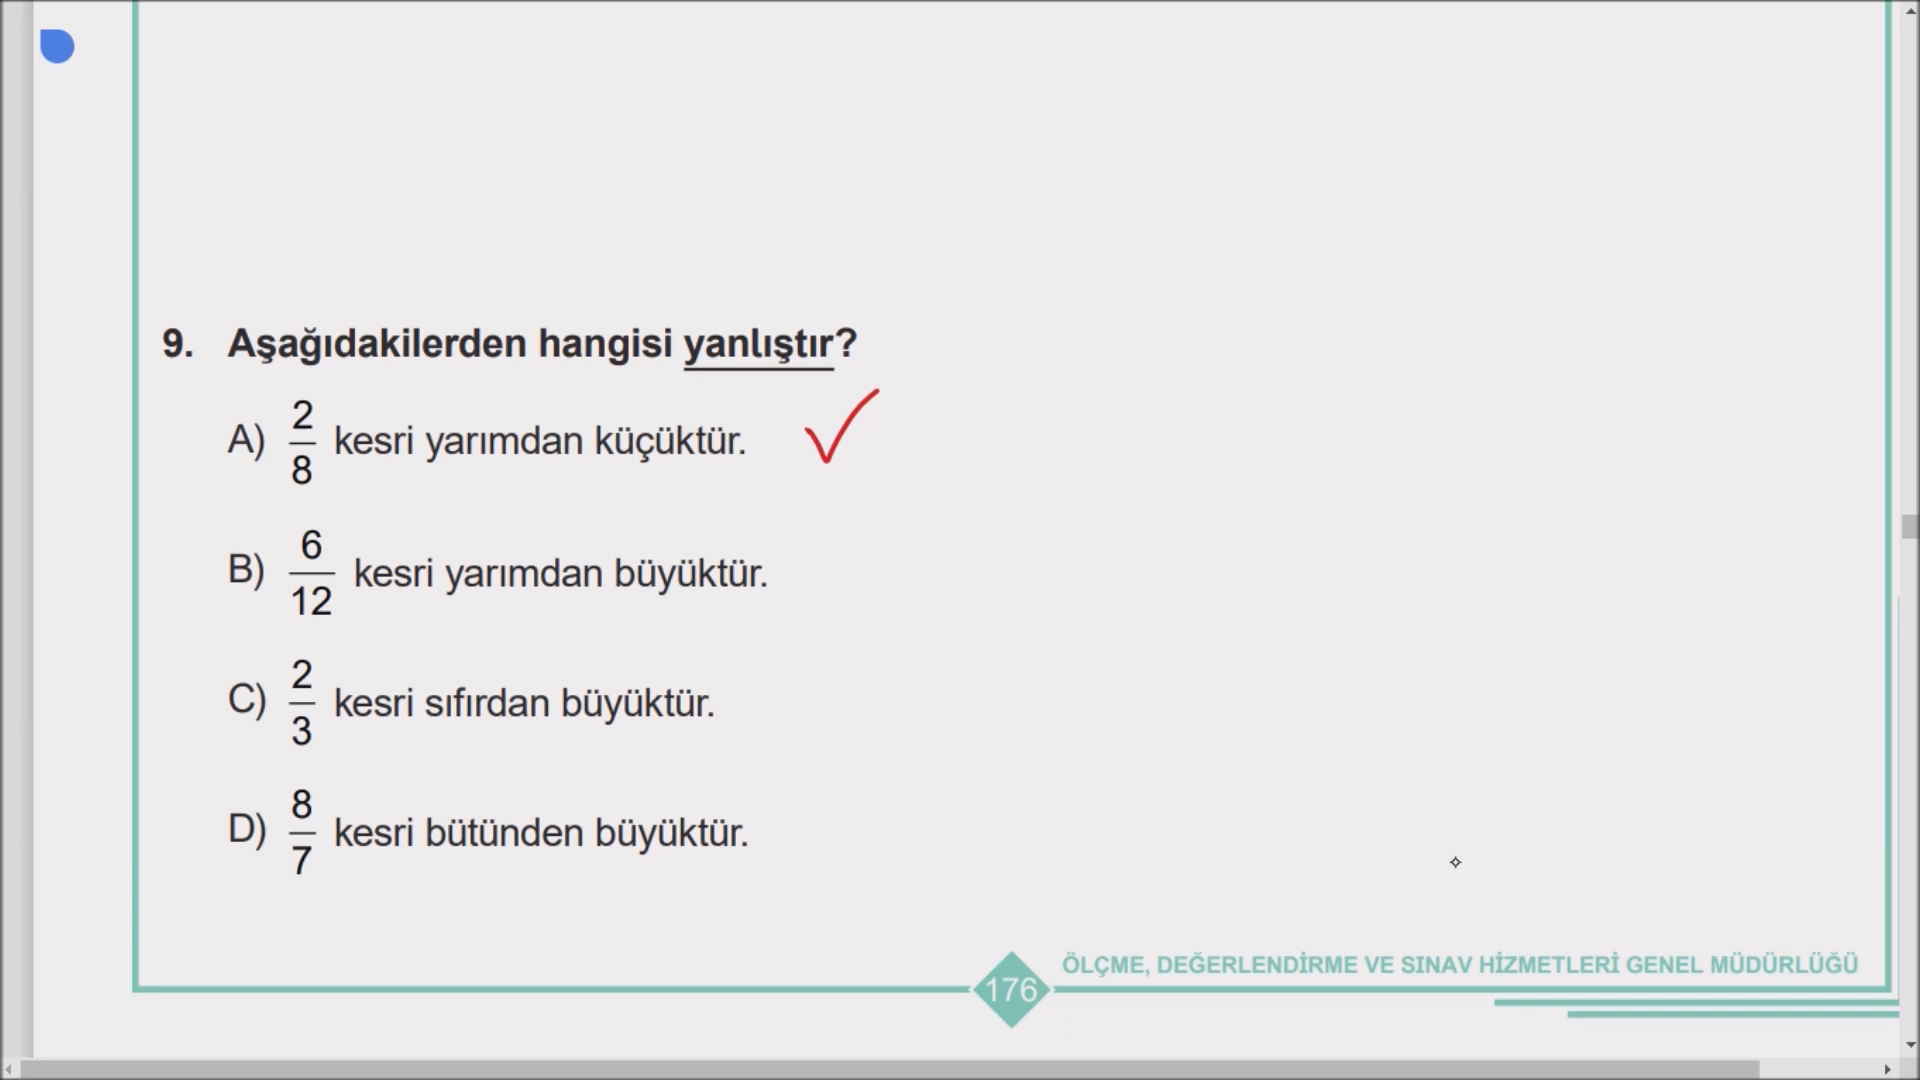 9. Aşağıdakilerden hangisi yanlıştır?
A) 2/8 kesri yarımdan küçüktür.
B) 6/12 kesri yarımdan büyüktür.
C) 2/3 kesri sıfırdan büyüktür.
D) 8/7 kesri bütünden büyüktür.
ÖLÇME, DEĞERLENDİRME VE SINAV HİZMETLERİ GENEL MÜDÜRLÜĞÜ
176